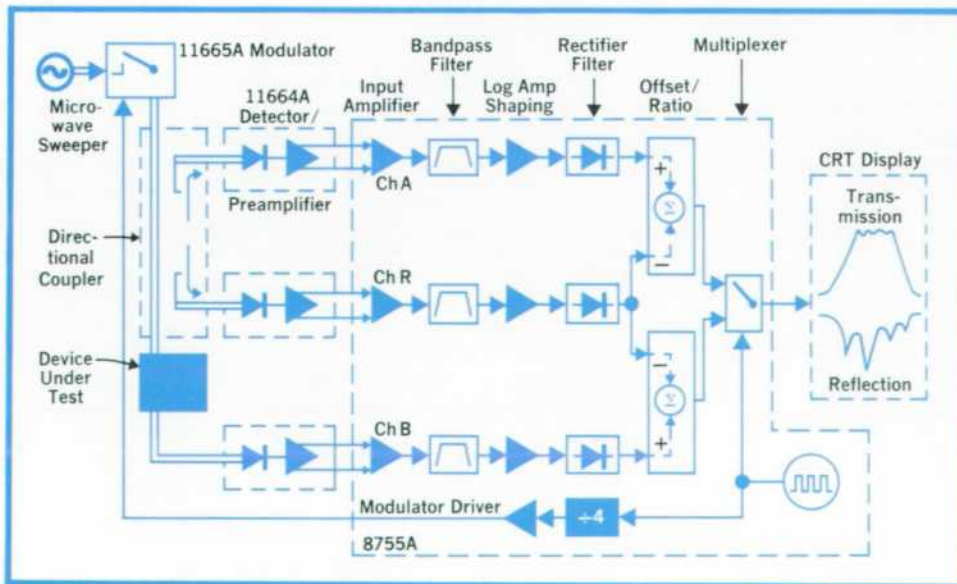 11665A Modulator
Micro-
wave
Sweeper
11664A
Detector/
Preamplifier
Input
Amplifier
Bandpass
Filter
Log Amp
Shaping
Rectifier
Filter
Offset/
Ratio
Multiplexer
CRT Display
Trans-
mission
Reflection
Direc-
tional
Coupler
Device
Under
Test
Ch A
+
Σ
−
Ch R
−
Σ
+
Ch B
Modulator Driver
÷4
8755A